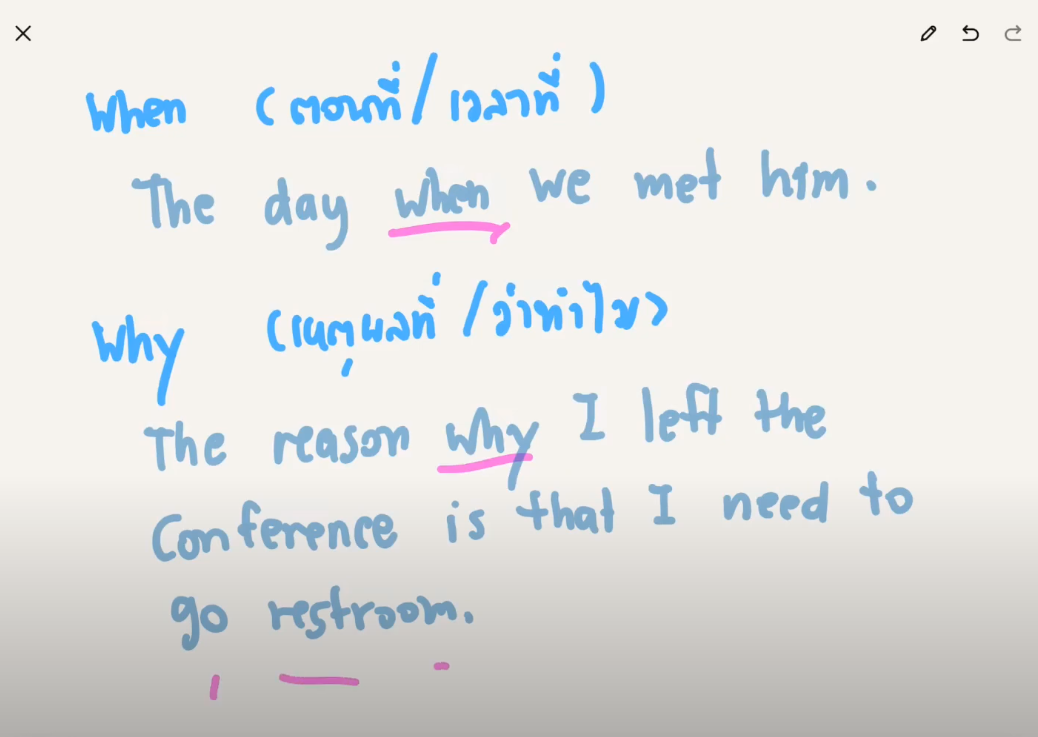 When (ตอนที่/เวลาที่)
The day when we met him.
Why (เหตุผลที่/ว่าทำไม)
The reason why I left the
Conference is that I need to
go restroom.